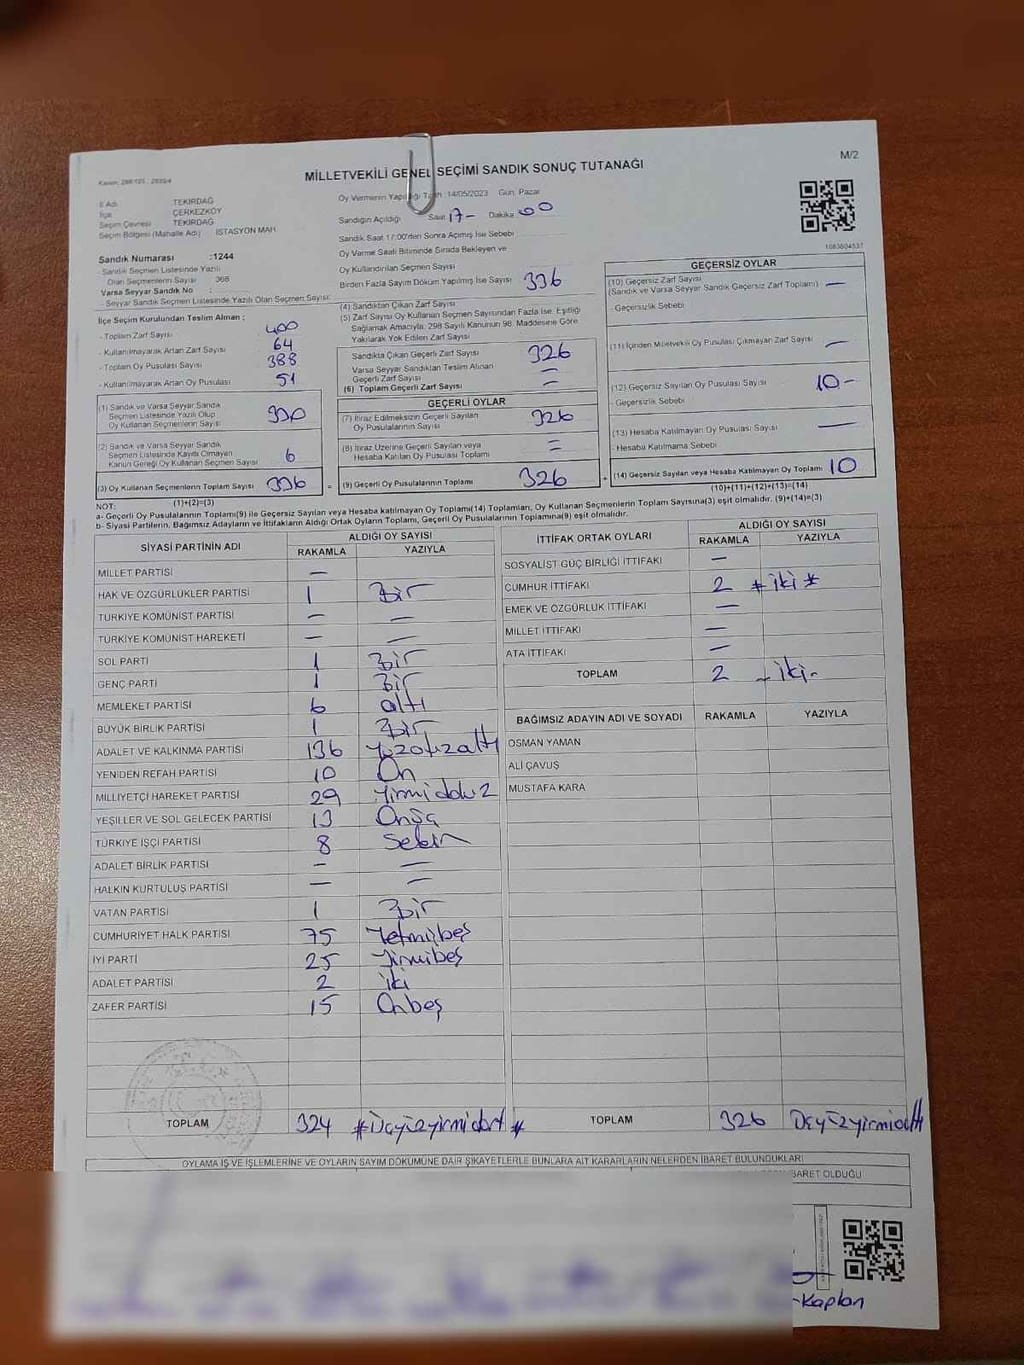 MİLLETVEKİLİ GENEL SEÇİMİ SANDIK SONUÇ TUTANAĞI
M/2
İl Adı TEKİRDAĞ
İlçe ÇERKEZKÖY
Seçim Çevresi TEKİRDAĞ
Seçim Bölgesi (Mahalle Adı) İSTASYON MAH.
Sandık Numarası :1244
- Sandık Seçmen Listesinde Yazılı
Olan Seçmenlerin Sayısı 368
Varsa Seyyar Sandık No
- Seyyar Sandık Seçmen Listesinde Yazılı Olan Seçmen Sayısı:
Oy Vermenin Yapıldığı Tarih :14/05/2023 Gün, Pazar
Sandığın Açıldığı Saat 17- Dakika 00
Sandık Saat 17:00'den Sonra Açılmış İse Sebebi
Oy Verme Saati Bitiminde Sırada Bekleyen ve
Oy Kullandırılan Seçmen Sayısı
Birden Fazla Sayım Döküm Yapılmış İse Sayısı 336
1083604537
İlçe Seçim Kurulundan Teslim Alınan ;
- Toplam Zarf Sayısı 400
- Kullanılmayarak Artan Zarf Sayısı 64
- Toplam Oy Pusulası Sayısı 388
- Kullanılmayarak Artan Oy Pusulası 51
(1) Sandık ve Varsa Seyyar Sandık
Seçmen Listesinde Yazılı Olup
Oy Kullanan Seçmenlerin Sayısı 330
(2) Sandık ve Varsa Seyyar Sandık
Seçmen Listesinde Kaydı Olmayan
Kanun Gereği Oy Kullanan Seçmen Sayısı 6
(3) Oy Kullanan Seçmenlerin Toplam Sayısı 336
(1)+(2)=(3)
(4) Sandıktan Çıkan Zarf Sayısı
(5) Zarf Sayısı Oy Kullanan Seçmen Sayısından Fazla İse, Eşitliği
Sağlamak Amacıyla, 298 Sayılı Kanunun 98. Maddesine Göre
Yakılarak Yok Edilen Zarf Sayısı
Sandıkta Çıkan Geçerli Zarf Sayısı 326
Varsa Seyyar Sandıktan Teslim Alınan
Geçerli Zarf Sayısı =
(6) Toplam Geçerli Zarf Sayısı =
GEÇERLİ OYLAR
(7) İtiraz Edilmeksizin Geçerli Sayılan
Oy Pusulasının Sayısı 326
(8) İtiraz Üzerine Geçerli Sayılan veya
Hesaba Katılan Oy Pusulası Toplamı =
= (9) Geçerli Oy Pusulalarının Toplamı 326
GEÇERSİZ OYLAR
(10) Geçersiz Zarf Sayısı
(Sandık ve Varsa Seyyar Sandık Geçersiz Zarf Toplamı) —
- Geçersizlik Sebebi
(11) İçinden Milletvekili Oy Pusulası Çıkmayan Zarf Sayısı —
(12) Geçersiz Sayılan Oy Pusulası Sayısı 10-
- Geçersizlik Sebebi
(13) Hesaba Katılmayan Oy Pusulası Sayısı —
- Hesaba Katılmama Sebebi
+ (14) Geçersiz Sayılan veya Hesaba Katılmayan Oy Toplamı 10
(10)+(11)+(12)+(13)=(14)
NOT:
a- Geçerli Oy Pusulalarının Toplamı(9) ile Geçersiz Sayılan veya Hesaba katılmayan Oy Toplamı(14) Toplamları, Oy Kullanan Seçmenlerin Toplam Sayısına(3) eşit olmalıdır. (9)+(14)=(3)
b- Siyasi Partilerin, Bağımsız Adayların ve İttifakların Aldığı Ortak Oyların Toplamı, Geçerli Oy Pusulalarının Toplamına(9) eşit olmalıdır.
SİYASİ PARTİNİN ADI ALDIĞI OY SAYISI
RAKAMLA YAZIYLA
MİLLET PARTİSİ —
HAK VE ÖZGÜRLÜKLER PARTİSİ 1 Bir
TÜRKİYE KOMÜNİST PARTİSİ — —
TÜRKİYE KOMÜNİST HAREKETİ — —
SOL PARTİ 1 Bir
GENÇ PARTİ 1 Bir
MEMLEKET PARTİSİ 6 altı
BÜYÜK BİRLİK PARTİSİ 1 Bir
ADALET VE KALKINMA PARTİSİ 136 Yüzotuzaltı
YENİDEN REFAH PARTİSİ 10 On
MİLLİYETÇİ HAREKET PARTİSİ 29 Yirmidokuz
YEŞİLLER VE SOL GELECEK PARTİSİ 13 Onüç
TÜRKİYE İŞÇİ PARTİSİ 8 Sekiz
ADALET BİRLİK PARTİSİ — —
HALKIN KURTULUŞ PARTİSİ — —
VATAN PARTİSİ 1 Bir
CUMHURİYET HALK PARTİSİ 75 Yetmişbeş
İYİ PARTİ 25 Yirmibeş
ADALET PARTİSİ 2 iki
ZAFER PARTİSİ 15 Onbeş
TOPLAM 324 *Üçyüzyirmidört*
İTTİFAK ORTAK OYLARI ALDIĞI OY SAYISI
RAKAMLA YAZIYLA
SOSYALİST GÜÇ BİRLİĞİ İTTİFAKI —
CUMHUR İTTİFAKI 2 *iki*
EMEK VE ÖZGÜRLÜK İTTİFAKI —
MİLLET İTTİFAKI —
ATA İTTİFAKI —
TOPLAM 2 -iki-
BAĞIMSIZ ADAYIN ADI VE SOYADI RAKAMLA YAZIYLA
OSMAN YAMAN
ALİ ÇAVUŞ
MUSTAFA KARA
TOPLAM 326 Üçyüzyirmialtı
OYLAMA İŞ VE İŞLEMLERİNE VE OYLARIN SAYIM DÖKÜMÜNE DAİR ŞİKAYETLERLE BUNLARA AİT KARARLARIN NELERDEN İBARET BULUNDUKLARI
İBARET OLDUĞU
Kaplan